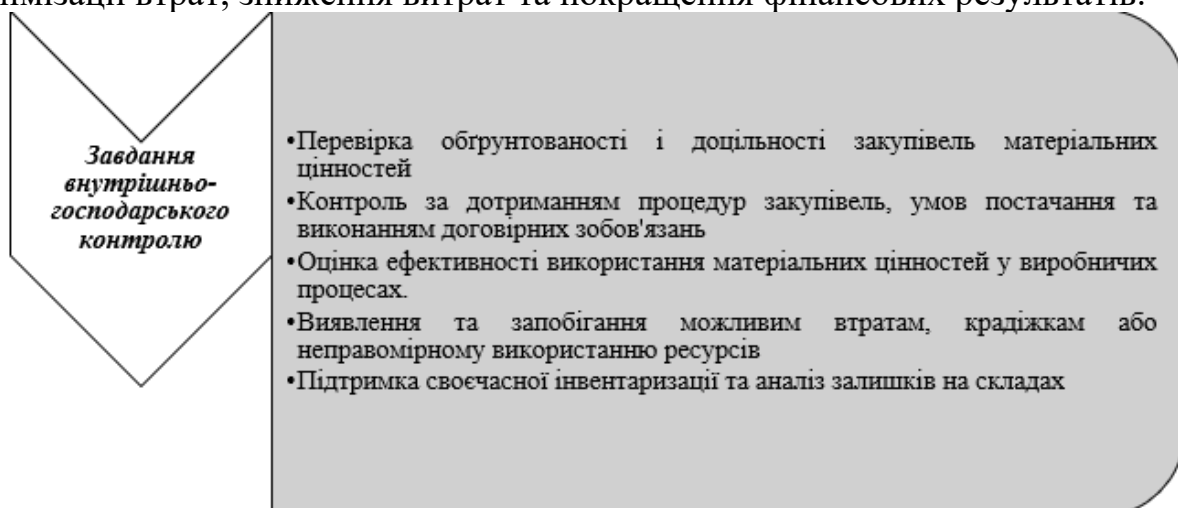 імізації втрат, зниження витрат та покращення фінансових результатів.
Завдання
внутрішньо-
господарського
контролю
•Перевірка обґрунтованості і доцільності закупівель матеріальних
цінностей
•Контроль за дотриманням процедур закупівель, умов постачання та
виконанням договірних зобов'язань
•Оцінка ефективності використання матеріальних цінностей у виробничих
процесах.
•Виявлення та запобігання можливим втратам, крадіжкам або
неправомірному використанню ресурсів
•Підтримка своєчасної інвентаризації та аналіз залишків на складах